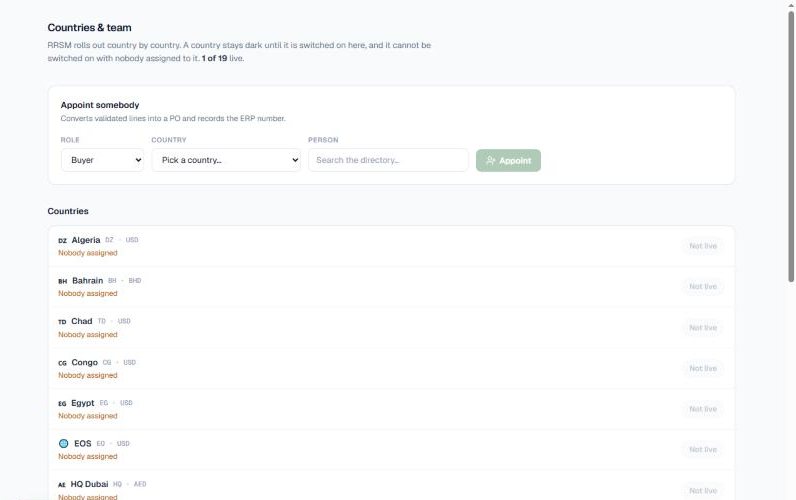 Countries & team
RRSM rolls out country by country. A country stays dark until it is switched on here, and it cannot be
switched on with nobody assigned to it. 1 of 19 live.
Appoint somebody
Converts validated lines into a PO and records the ERP number.
ROLE COUNTRY PERSON
Buyer Pick a country... Search the directory... Appoint
Countries
DZ Algeria DZ · USD Not live
Nobody assigned
BH Bahrain BH · BHD Not live
Nobody assigned
TD Chad TD · USD Not live
Nobody assigned
CG Congo CG · USD Not live
Nobody assigned
EG Egypt EG · USD Not live
Nobody assigned
EOS EO · USD Not live
Nobody assigned
AE HQ Dubai HQ · AED Not live
Nobody assigned